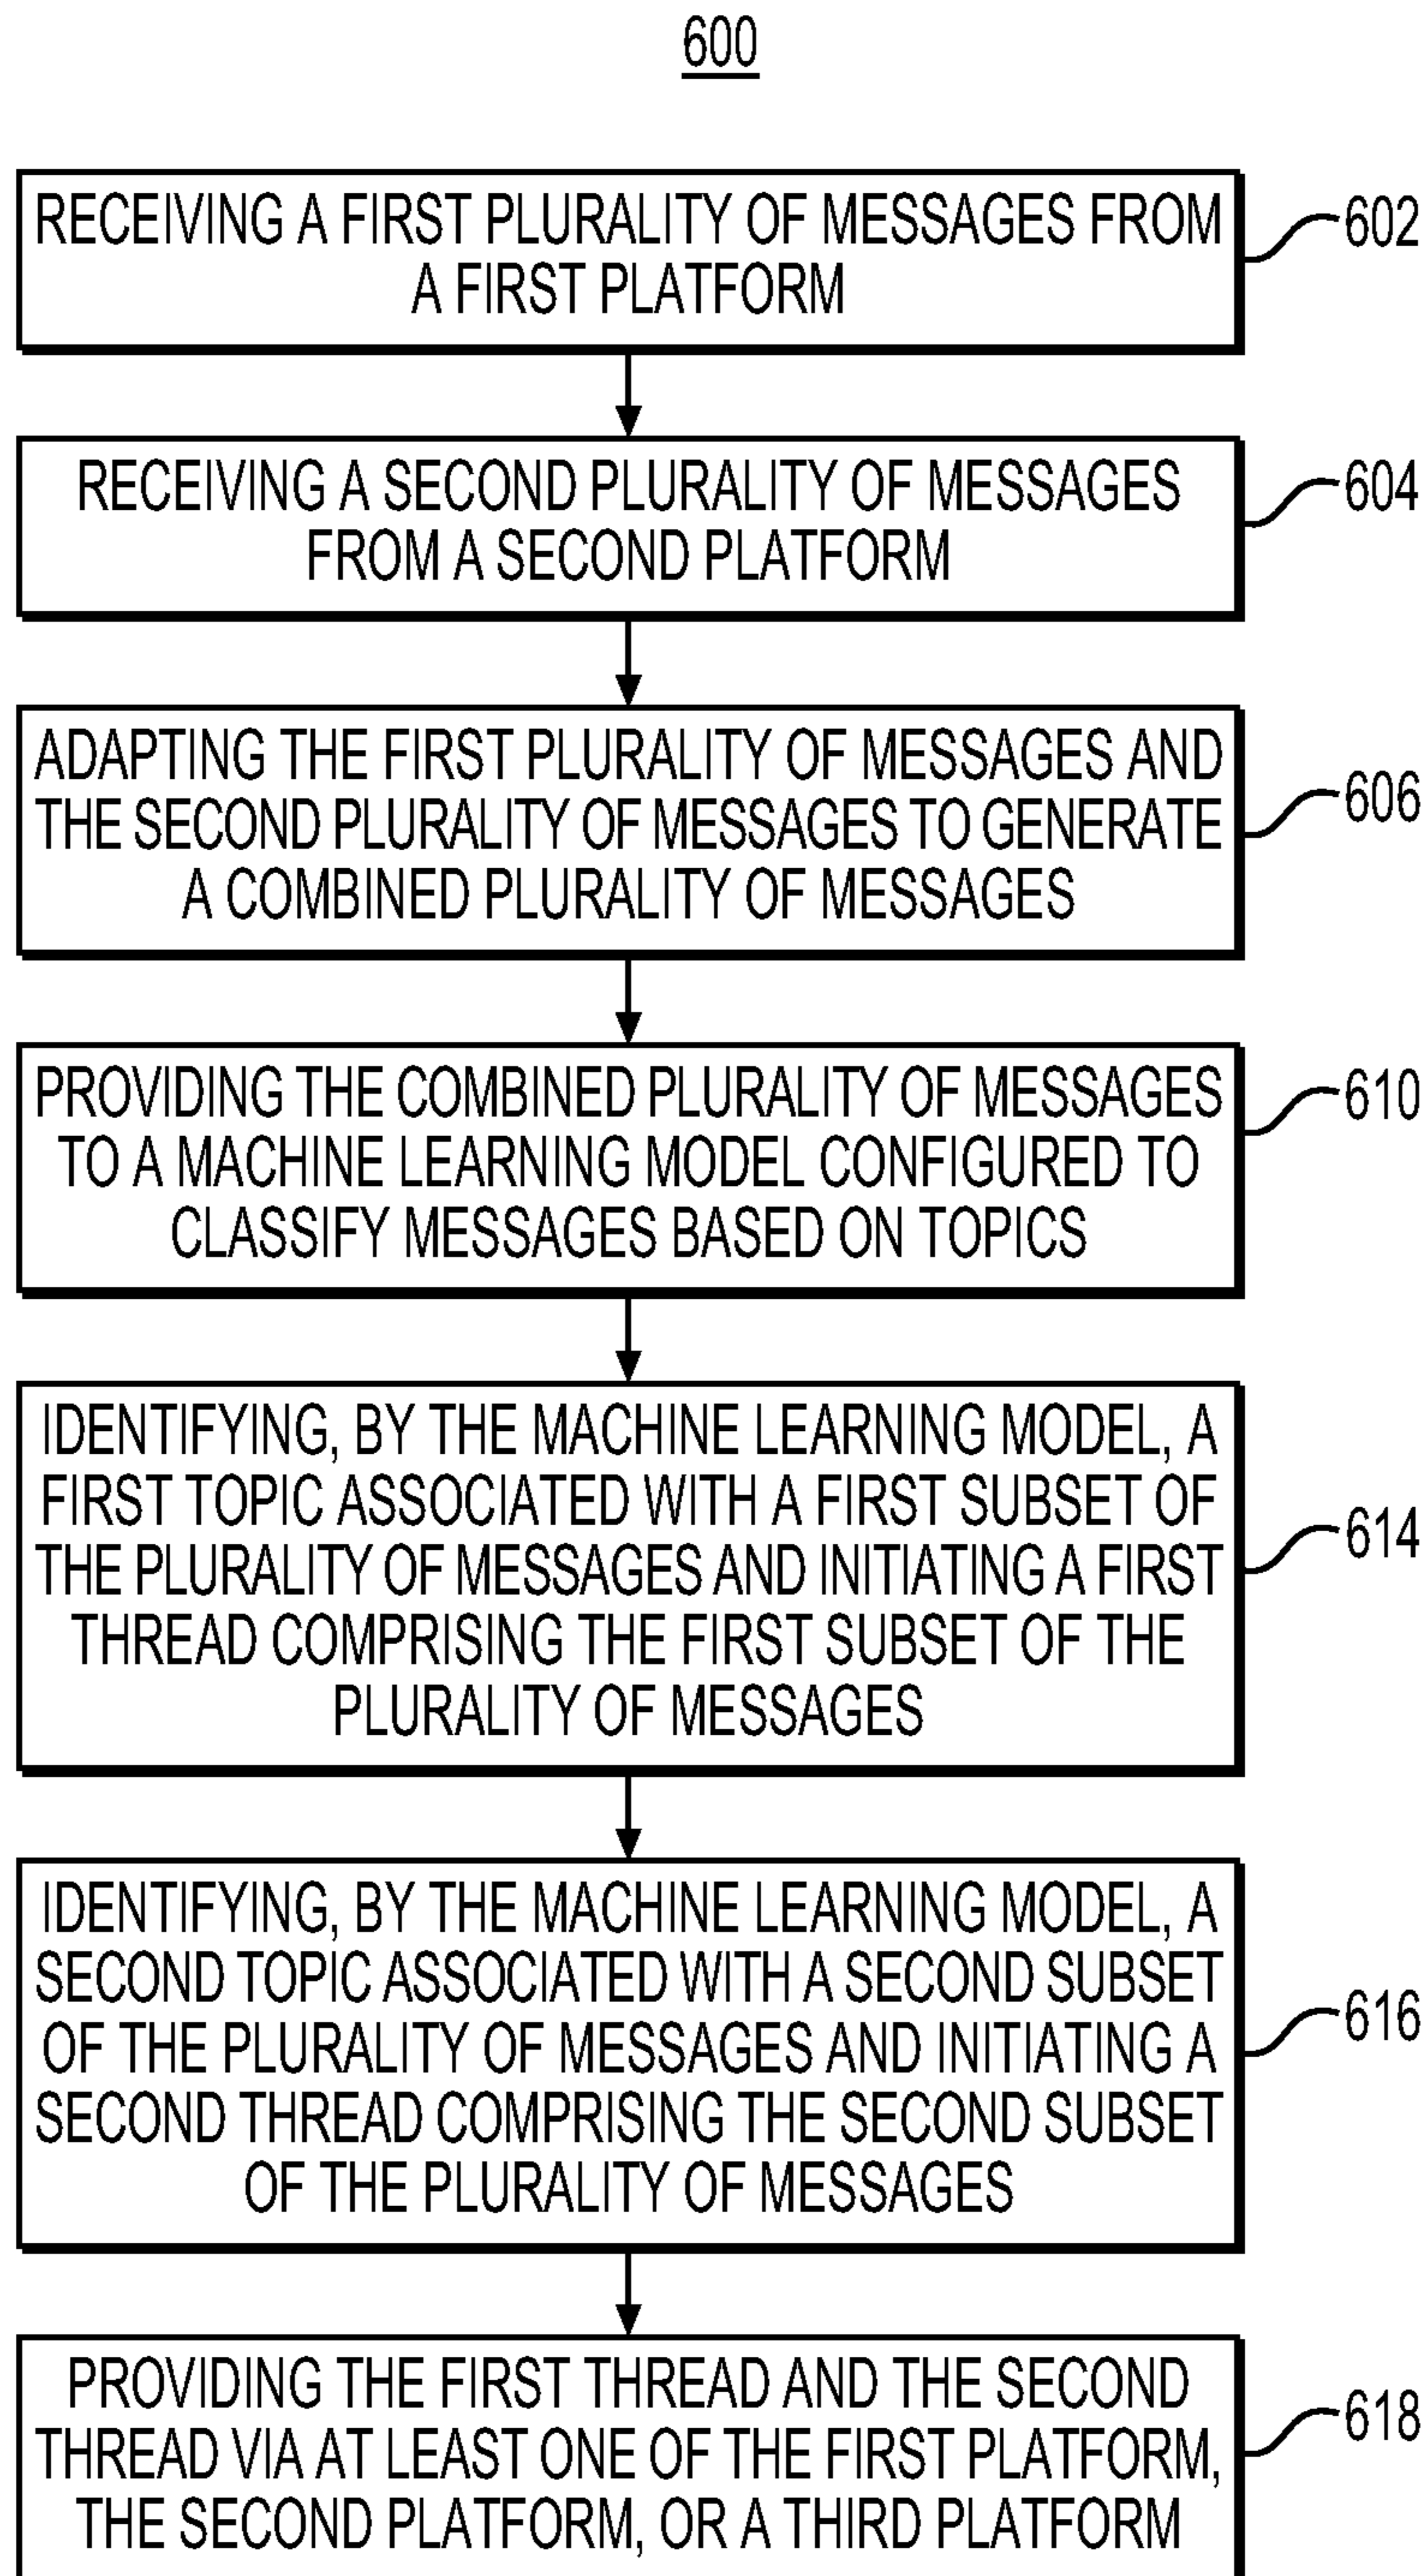 600
RECEIVING A FIRST PLURALITY OF MESSAGES FROM
A FIRST PLATFORM
602
RECEIVING A SECOND PLURALITY OF MESSAGES
FROM A SECOND PLATFORM
604
ADAPTING THE FIRST PLURALITY OF MESSAGES AND
THE SECOND PLURALITY OF MESSAGES TO GENERATE
A COMBINED PLURALITY OF MESSAGES
606
PROVIDING THE COMBINED PLURALITY OF MESSAGES
TO A MACHINE LEARNING MODEL CONFIGURED TO
CLASSIFY MESSAGES BASED ON TOPICS
610
IDENTIFYING, BY THE MACHINE LEARNING MODEL, A
FIRST TOPIC ASSOCIATED WITH A FIRST SUBSET OF
THE PLURALITY OF MESSAGES AND INITIATING A FIRST
THREAD COMPRISING THE FIRST SUBSET OF THE
PLURALITY OF MESSAGES
614
IDENTIFYING, BY THE MACHINE LEARNING MODEL, A
SECOND TOPIC ASSOCIATED WITH A SECOND SUBSET
OF THE PLURALITY OF MESSAGES AND INITIATING A
SECOND THREAD COMPRISING THE SECOND SUBSET
OF THE PLURALITY OF MESSAGES
616
PROVIDING THE FIRST THREAD AND THE SECOND
THREAD VIA AT LEAST ONE OF THE FIRST PLATFORM,
THE SECOND PLATFORM, OR A THIRD PLATFORM
618